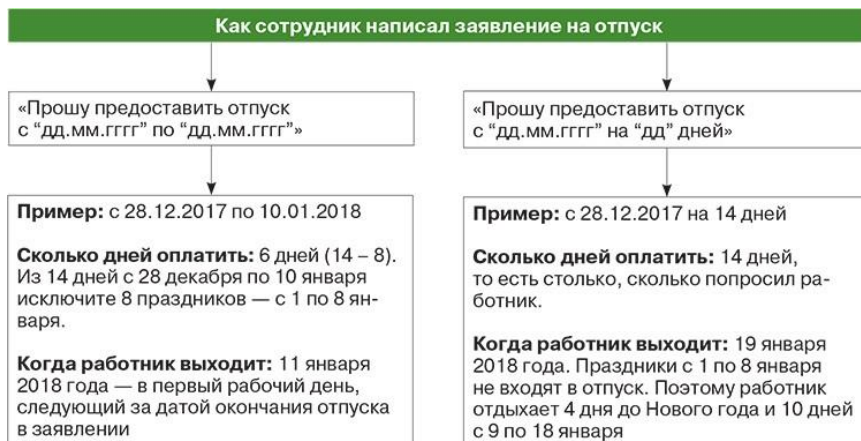 Как сотрудник написал заявление на отпуск
«Прошу предоставить отпуск
с “дд.мм.гггг” по “дд.мм.гггг”»
«Прошу предоставить отпуск
с “дд.мм.гггг” на “дд” дней»
Пример: с 28.12.2017 по 10.01.2018
Сколько дней оплатить: 6 дней (14 – 8).
Из 14 дней с 28 декабря по 10 января
исключите 8 праздников — с 1 по 8 ян-
варя.
Когда работник выходит: 11 января
2018 года — в первый рабочий день,
следующий за датой окончания отпуска
в заявлении
Пример: с 28.12.2017 на 14 дней
Сколько дней оплатить: 14 дней,
то есть столько, сколько попросил ра-
ботник.
Когда работник выходит: 19 января
2018 года. Праздники с 1 по 8 января
не входят в отпуск. Поэтому работник
отдыхает 4 дня до Нового года и 10 дней
с 9 по 18 января